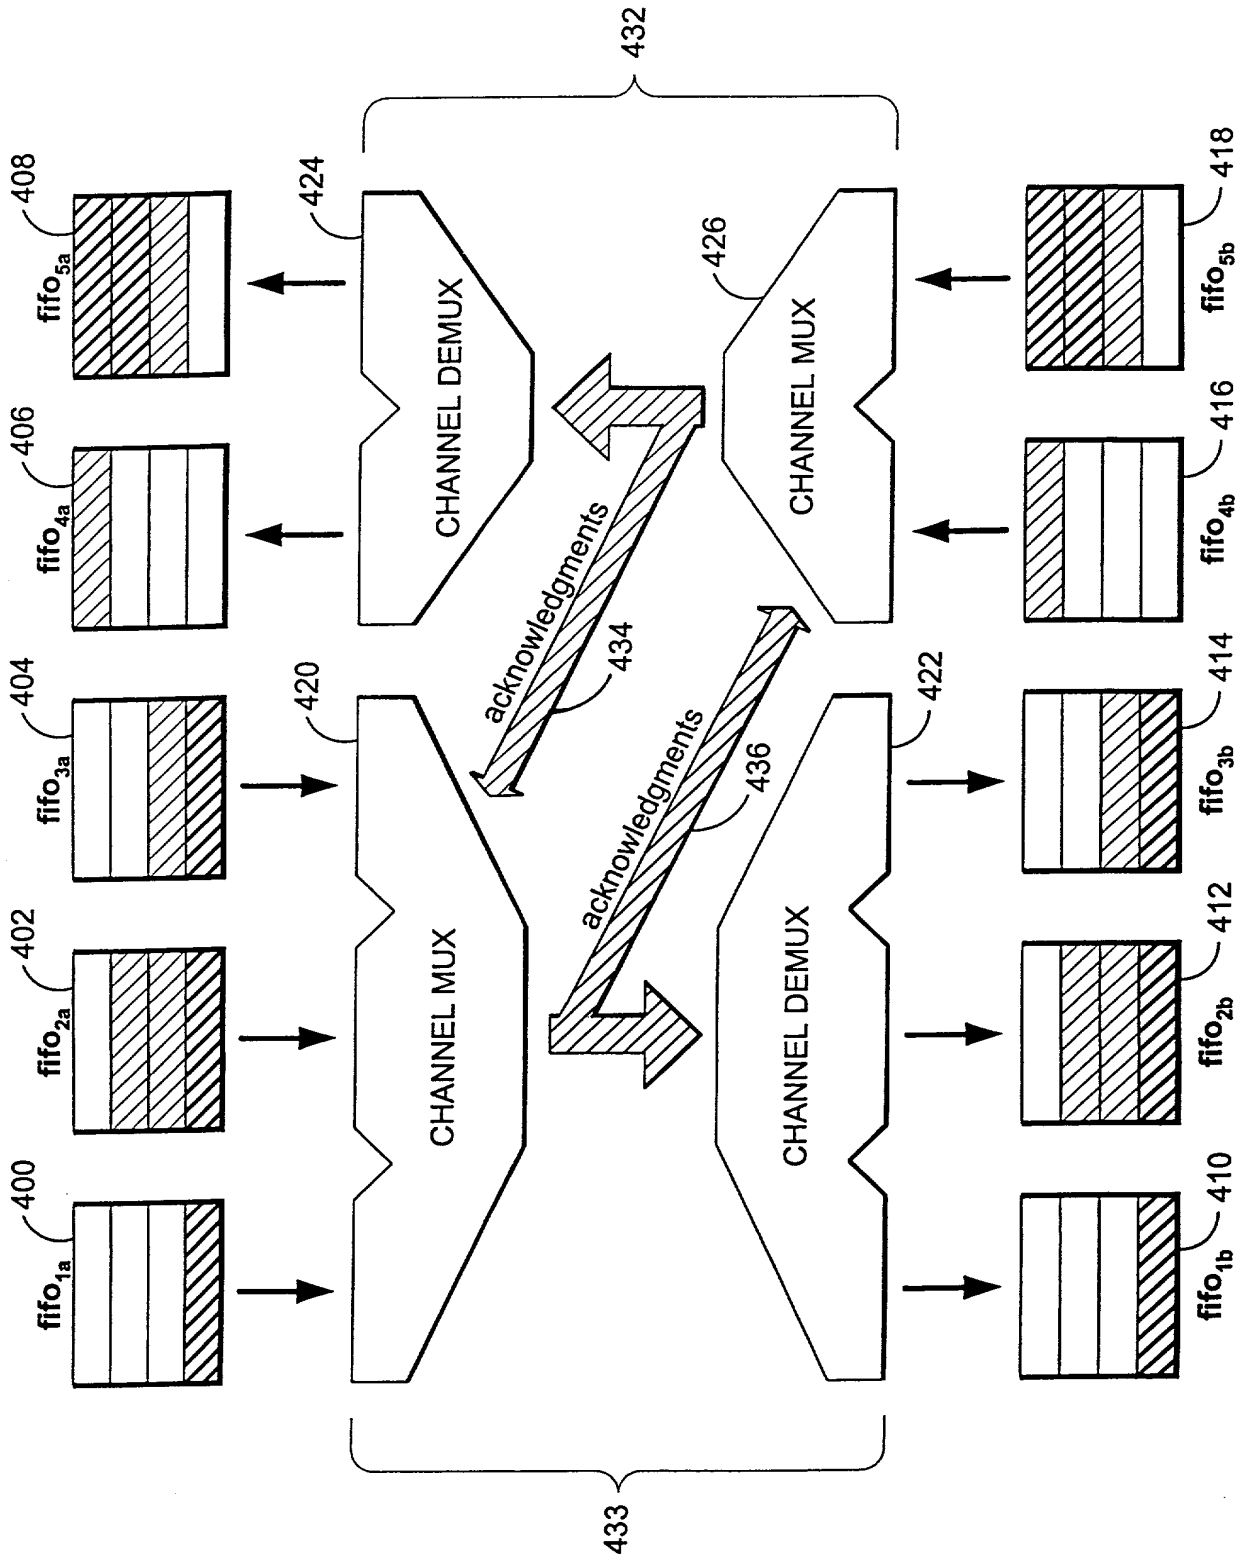 408
fifo5a
406
fifo4a
404
fifo3a
402
fifo2a
400
fifo1a
424
CHANNEL DEMUX
420
CHANNEL MUX
432
433
acknowledgments
434
acknowledgments
436
426
CHANNEL MUX
422
CHANNEL DEMUX
418
fifo5b
416
fifo4b
414
fifo3b
412
fifo2b
410
fifo1b